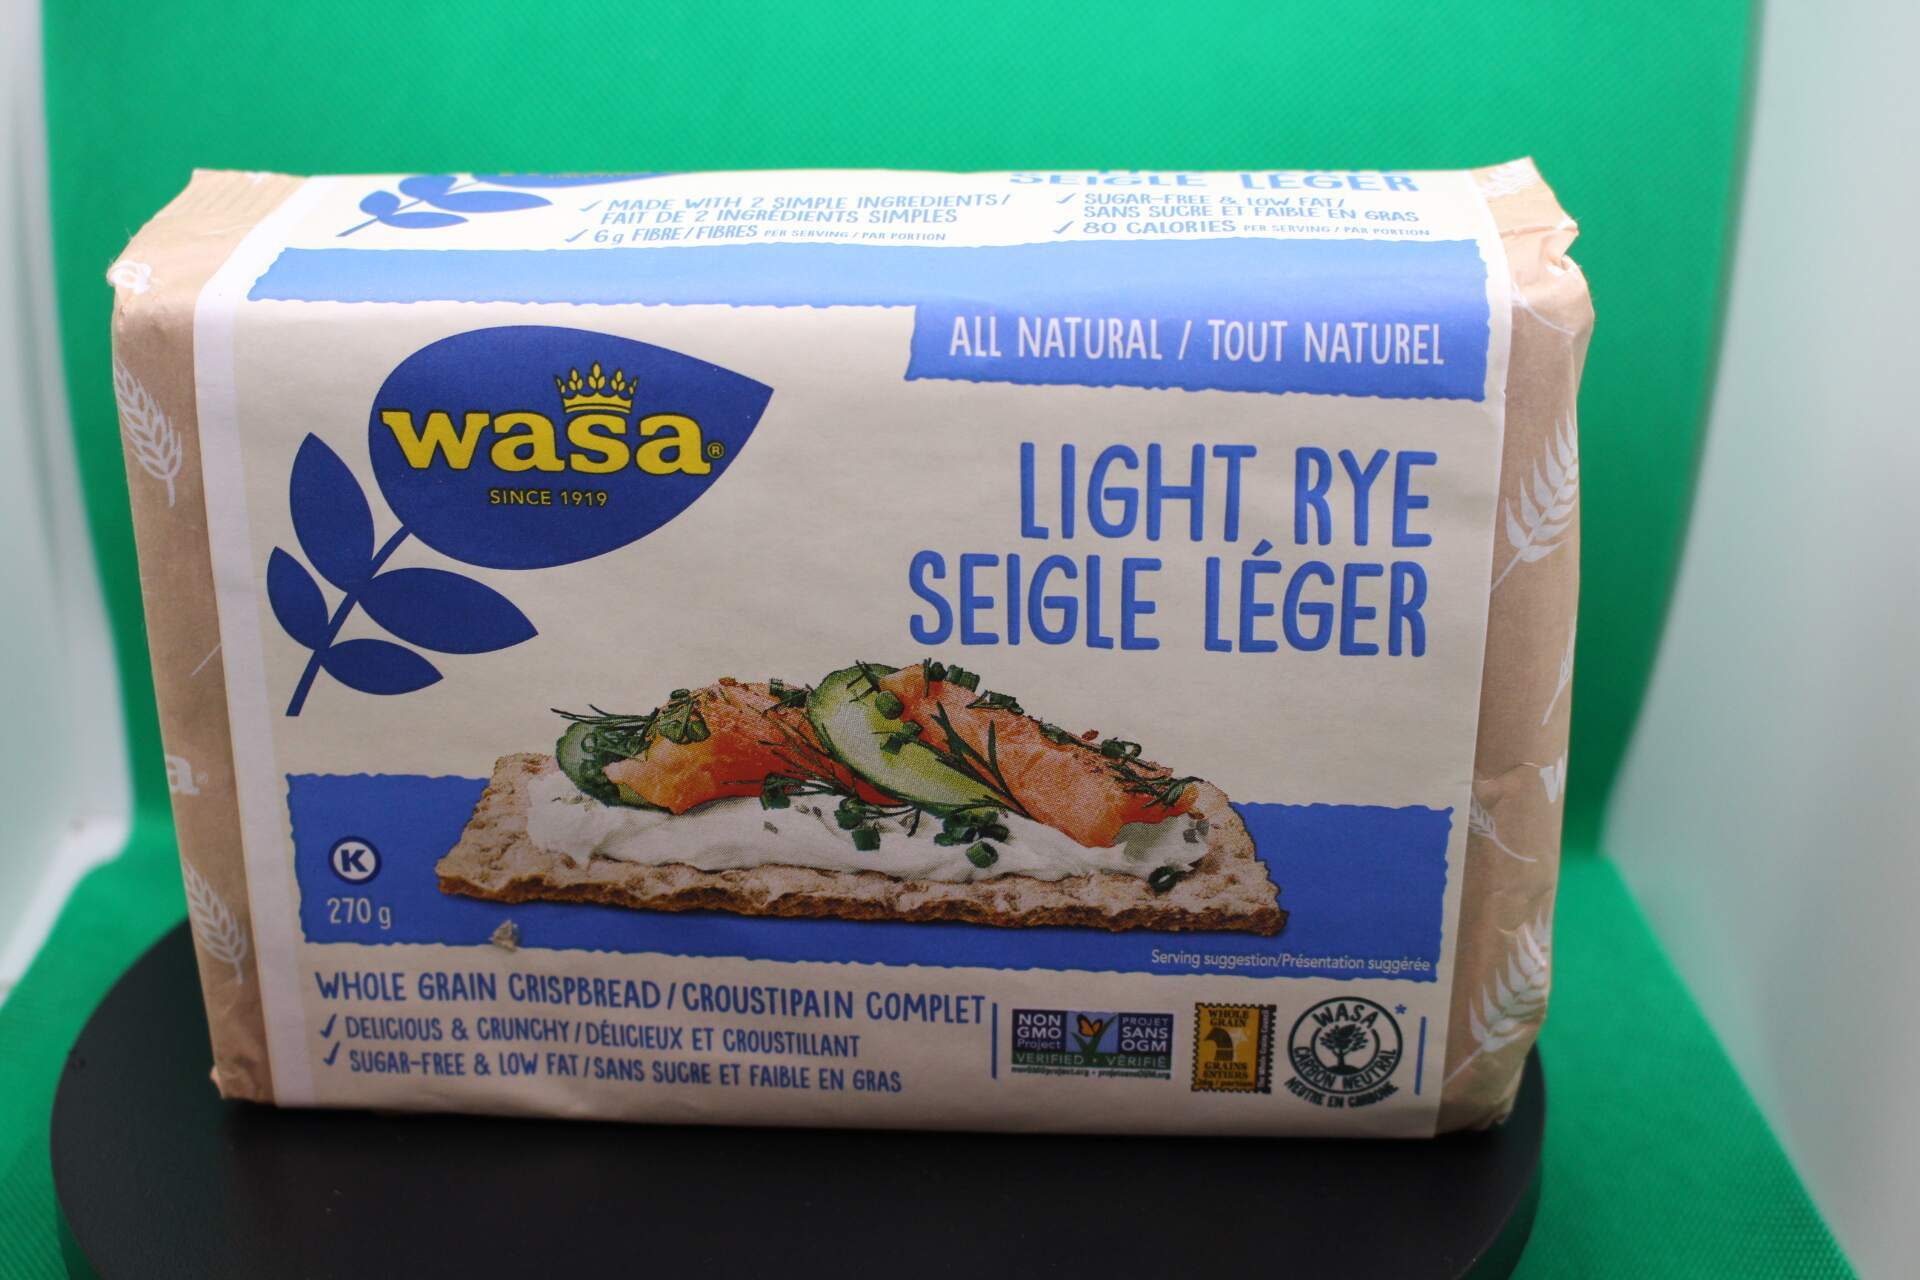 SEIGLE LÉGER
✓ MADE WITH 2 SIMPLE INGREDIENTS/
FAIT DE 2 INGRÉDIENTS SIMPLES
✓ 6g FIBRE/FIBRES PER SERVING / PAR PORTION
✓ SUGAR-FREE & LOW FAT/
SANS SUCRE ET FAIBLE EN GRAS
✓ 80 CALORIES PER SERVING / PAR PORTION
ALL NATURAL / TOUT NATUREL
wasa®
SINCE 1919
LIGHT RYE
SEIGLE LÉGER
K
270 g
Serving suggestion/Présentation suggérée
WHOLE GRAIN CRISPBREAD / CROUSTIPAIN COMPLET
✓ DELICIOUS & CRUNCHY / DÉLICIEUX ET CROUSTILLANT
✓ SUGAR-FREE & LOW FAT / SANS SUCRE ET FAIBLE EN GRAS
NON
GMO
Project
VERIFIED
PROJET
SANS
OGM
VÉRIFIÉ
WHOLE
GRAIN
GRAINS
ENTIERS
WASA
CARBON NEUTRAL
NEUTRE EN CARBONE
*